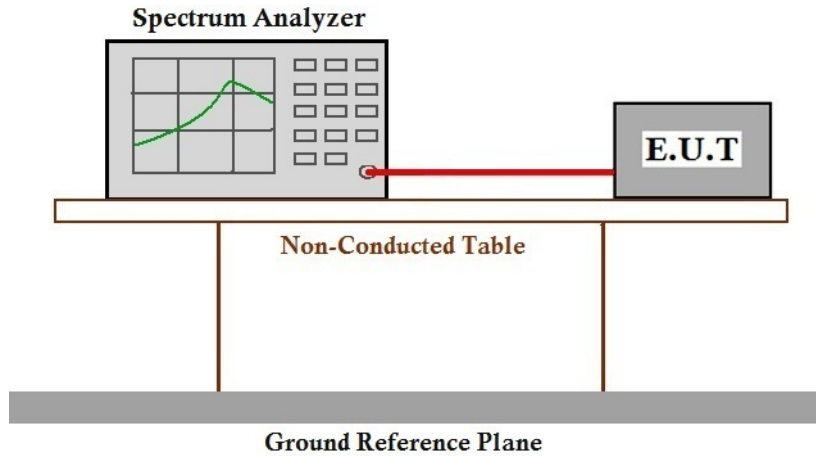 Spectrum Analyzer
E.U.T
Non-Conducted Table
Ground Reference Plane